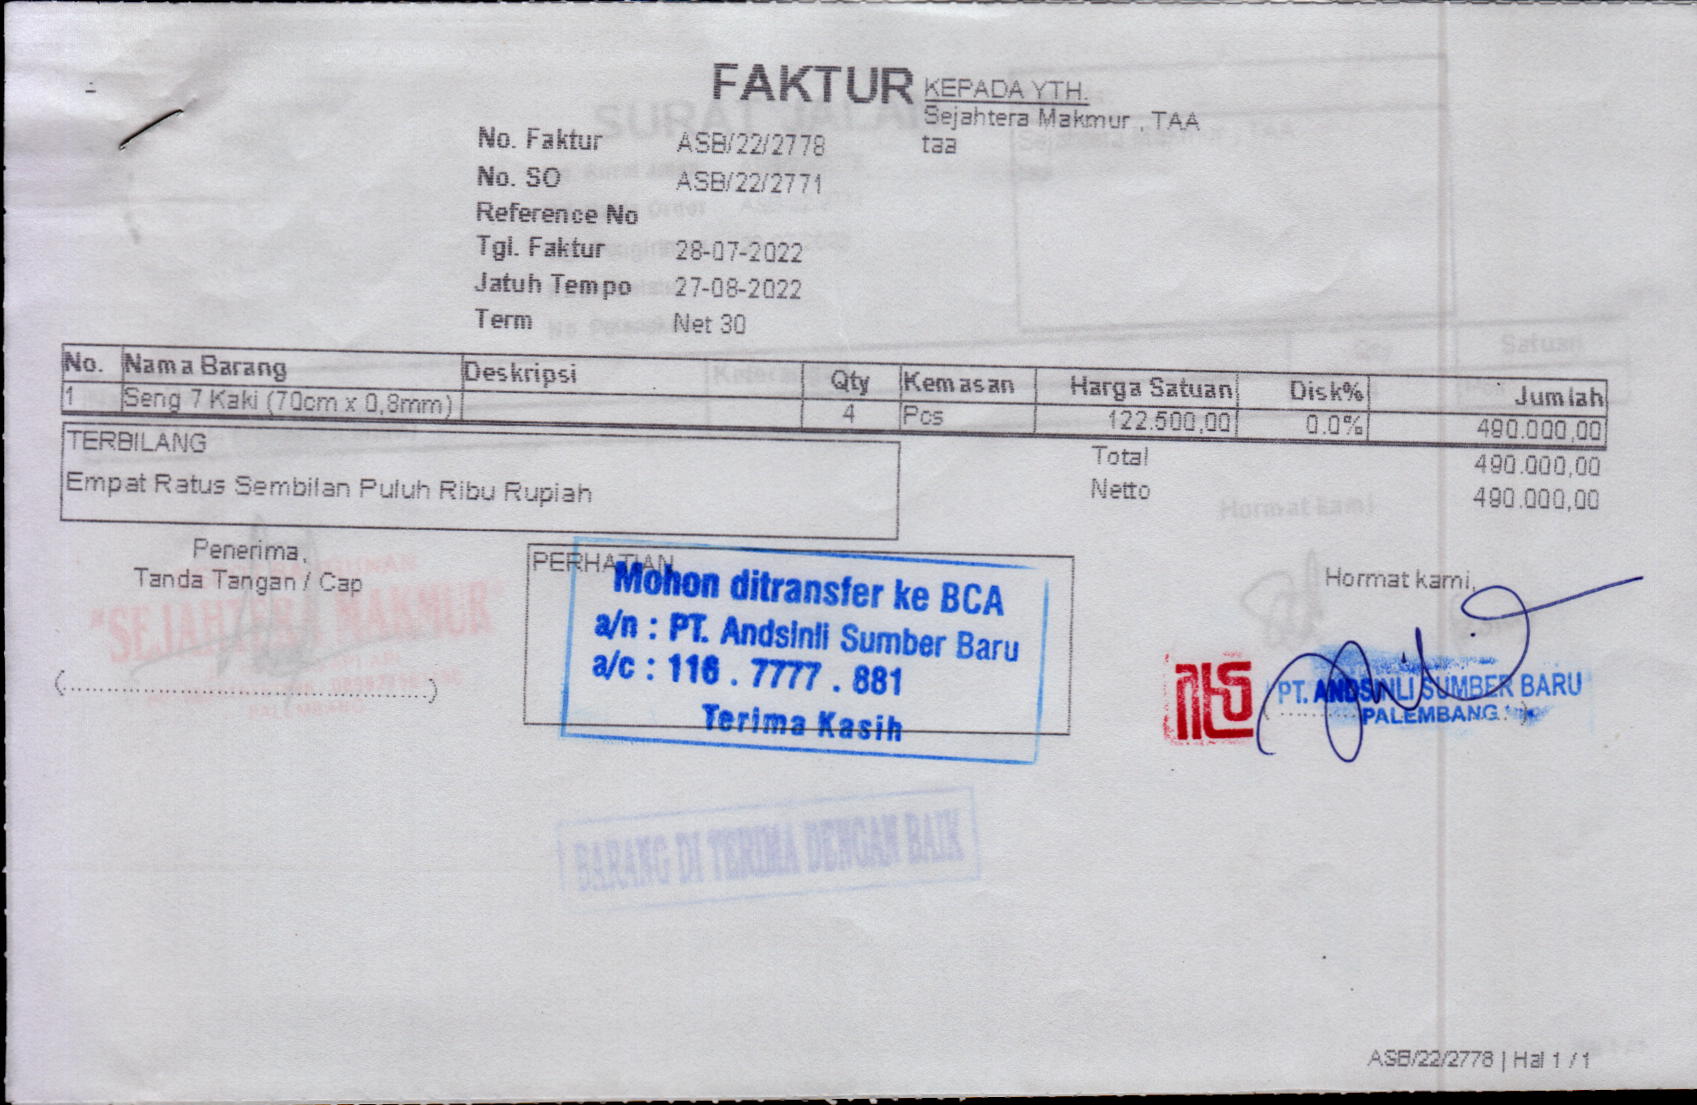 FAKTUR
KEPADA YTH.
Sejahtera Makmur , TAA
taa
No. Faktur ASB/22/2778
No. SO ASB/22/2771
Reference No
Tgl. Faktur 28-07-2022
Jatuh Tempo 27-08-2022
Term Net 30
No. Nama Barang Deskripsi Qty Kemasan Harga Satuan Disk% Jumlah
1 Seng 7 Kaki (70cm x 0,8mm) 4 Pcs 122.500,00 0.0% 490.000,00
TERBILANG
Empat Ratus Sembilan Puluh Ribu Rupiah
Total 490.000,00
Netto 490.000,00
Penerima,
Tanda Tangan / Cap
"SEJAHTERA MAKMUR"
PALEMBANG
(..........................................)
PERHATIAN
Mohon ditransfer ke BCA
a/n : PT. Andsinli Sumber Baru
a/c : 116 . 7777 . 881
Terima Kasih
Hormat kami
Hormat kami,
PT. ANDSINLI SUMBER BARU
PALEMBANG
BARANG DI TERIMA DENGAN BAIK
ASB/22/2778 | Hal 1 / 1